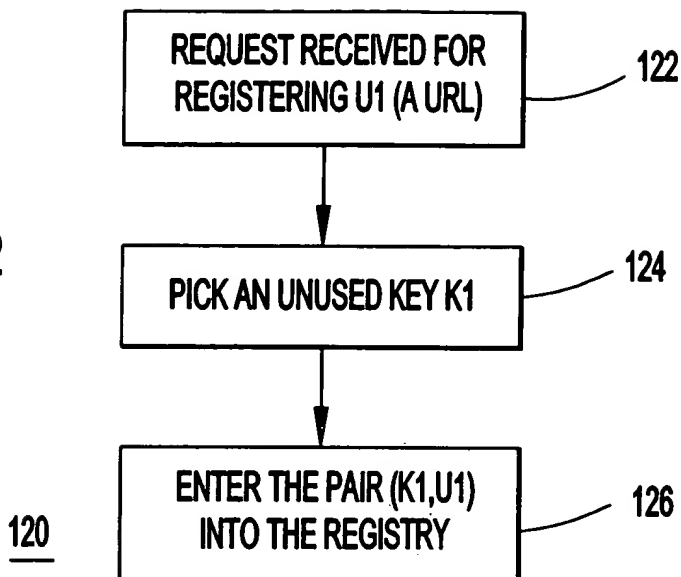 REQUEST RECEIVED FOR
REGISTERING U1 (A URL)
122
PICK AN UNUSED KEY K1
124
ENTER THE PAIR (K1,U1)
INTO THE REGISTRY
126
120